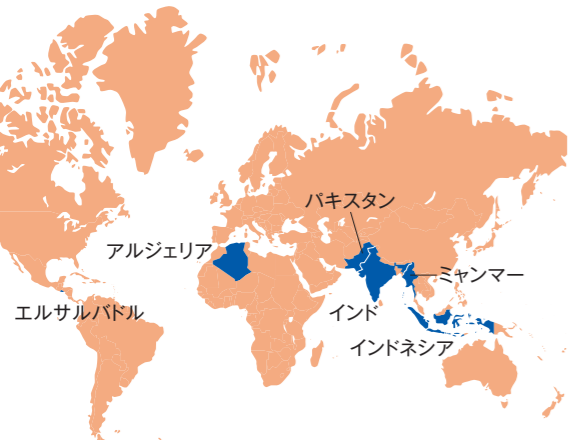 パキスタン
アルジェリア
ミャンマー
エルサルバドル
インド
インドネシア